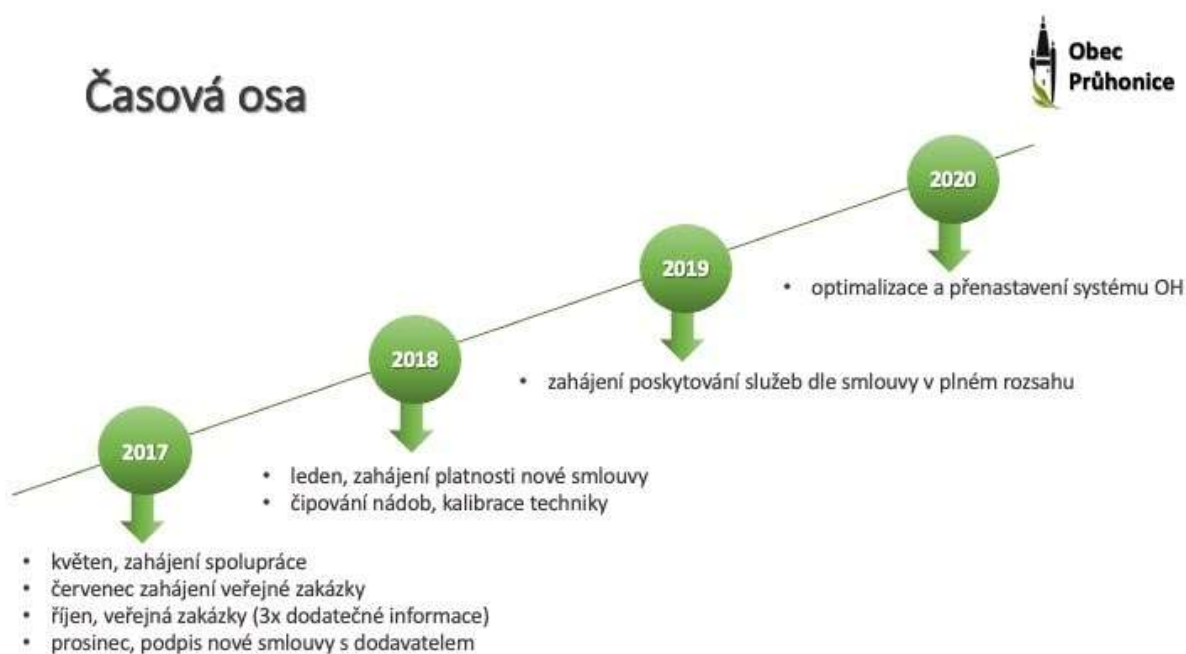 Časová osa
Obec
Průhonice
2017
• květen, zahájení spolupráce
• červenec zahájení veřejné zakázky
• říjen, veřejná zakázky (3x dodatečné informace)
• prosinec, podpis nové smlouvy s dodavatelem
2018
• leden, zahájení platnosti nové smlouvy
• čipování nádob, kalibrace techniky
2019
• zahájení poskytování služeb dle smlouvy v plném rozsahu
2020
• optimalizace a přenastavení systému OH